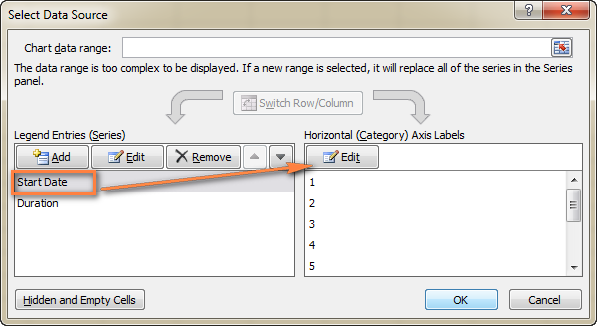 Select Data Source
Chart data range:
The data range is too complex to be displayed. If a new range is selected, it will replace all of the series in the Series
panel.
Switch Row/Column
Legend Entries (Series)
Horizontal (Category) Axis Labels
Add Edit Remove
Edit
Start Date
Duration
1
2
3
4
5
Hidden and Empty Cells
OK
Cancel